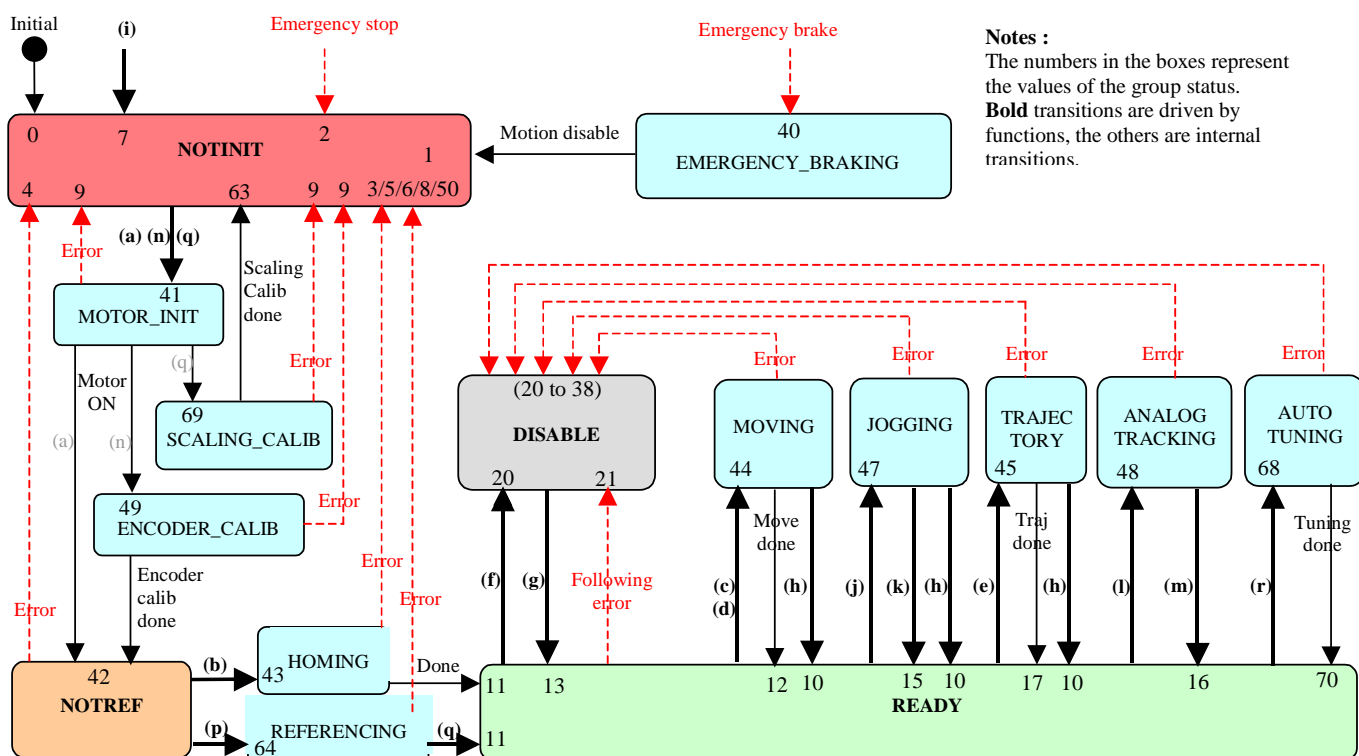 Initial
(i)
Emergency stop
Emergency brake
Notes :
The numbers in the boxes represent
the values of the group status.
Bold transitions are driven by
functions, the others are internal
transitions.
0
7
2
NOTINIT
1
4
9
63
9
9
3/5/6/8/50
Motion disable
40
EMERGENCY_BRAKING
Error
(a) (n) (q)
Scaling
Calib
done
41
MOTOR_INIT
(q)
Motor
ON
Error
(a)
(n)
69
SCALING_CALIB
49
ENCODER_CALIB
Error
Encoder
calib
done
Error
Error
Error
(20 to 38)
DISABLE
20
21
Error
Error
Error
Error
Error
MOVING
44
JOGGING
47
TRAJEC
TORY
45
ANALOG
TRACKING
48
AUTO
TUNING
68
(f)
(g)
Following
error
(c)
(d)
Move
done
(h)
(j)
(k)
(h)
(e)
Traj
done
(h)
(l)
(m)
(r)
Tuning
done
42
NOTREF
(b)
HOMING
43
Done
(p)
REFERENCING
64
(q)
11
13
12
10
15
10
17
10
16
70
READY
11